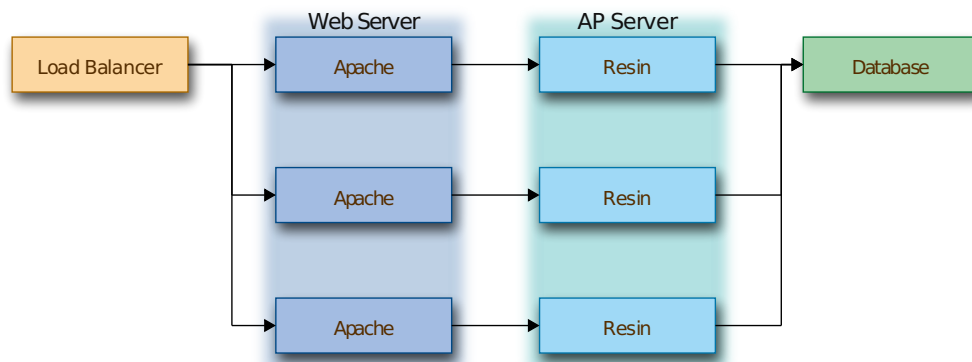 Web Server
AP Server
Load Balancer
Apache
Resin
Database
Apache
Resin
Apache
Resin